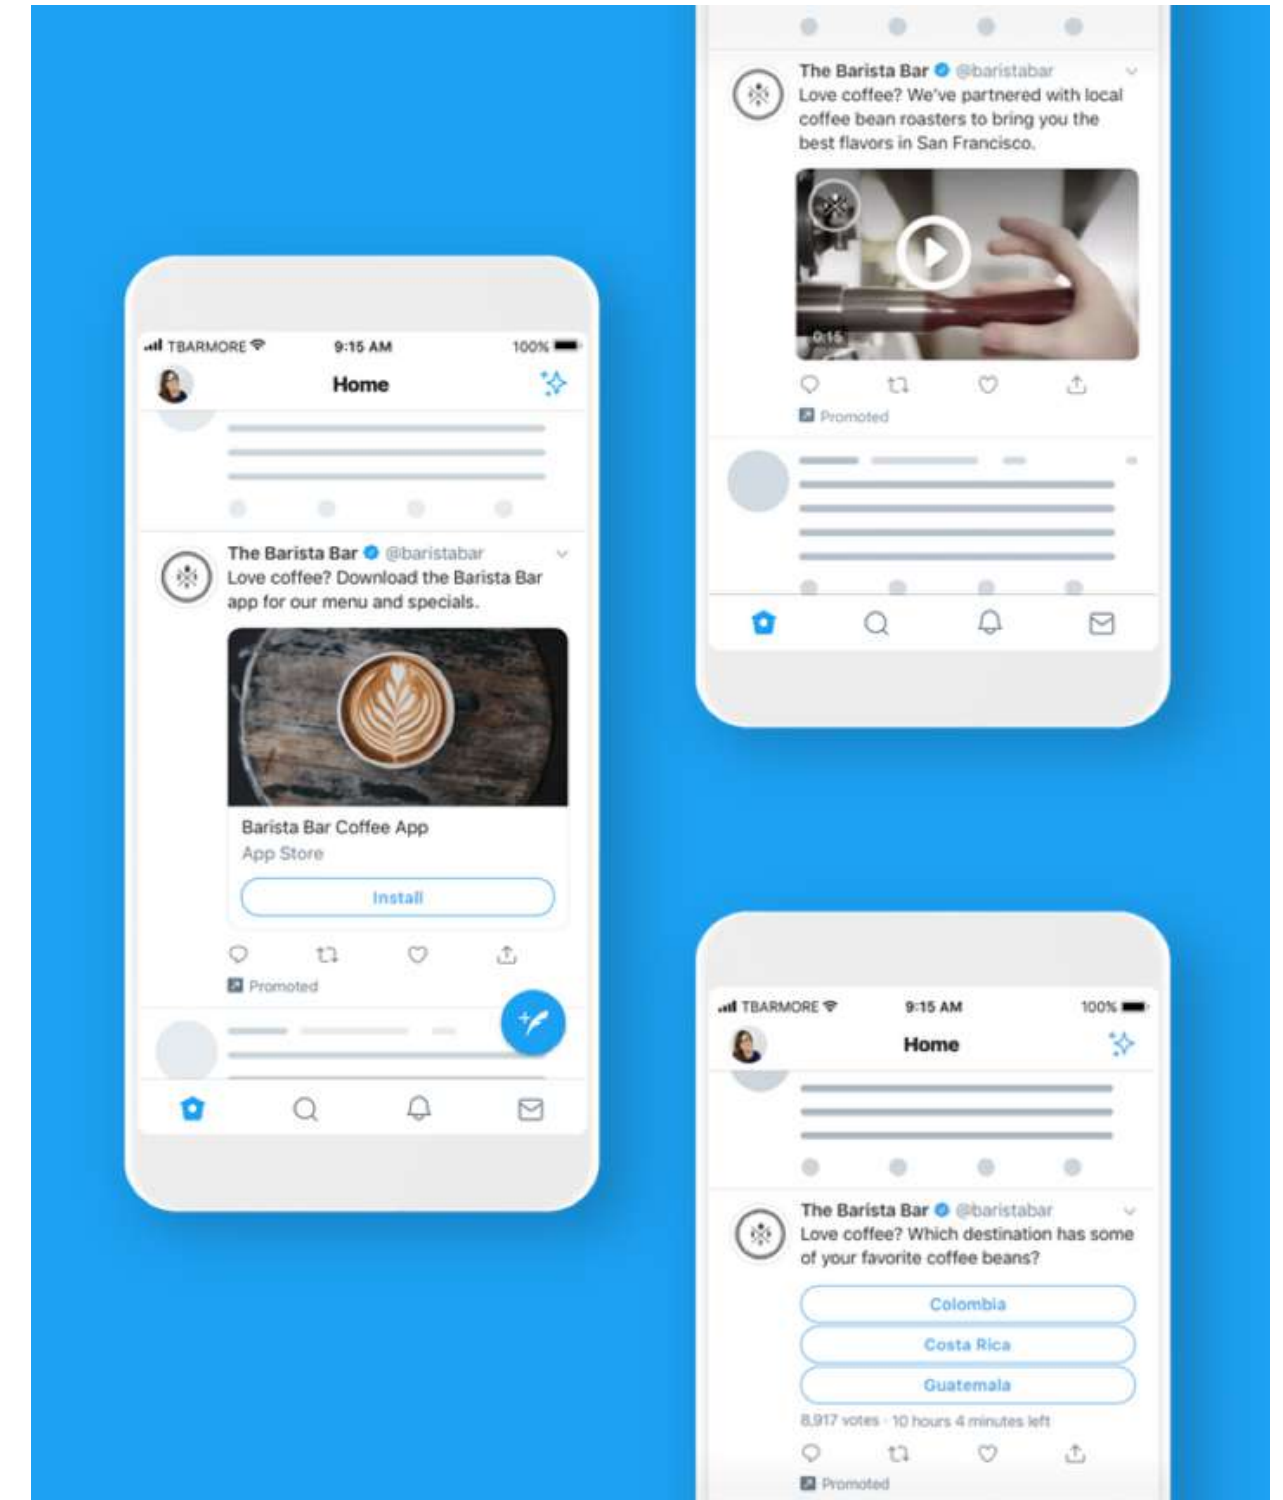 The Barista Bar @baristabar
Love coffee? We've partnered with local
coffee bean roasters to bring you the
best flavors in San Francisco.
0:15
Promoted
TBARMORE 9:15 AM 100%
Home
The Barista Bar @baristabar
Love coffee? Download the Barista Bar
app for our menu and specials.
Barista Bar Coffee App
App Store
Install
Promoted
TBARMORE 9:15 AM 100%
Home
The Barista Bar @baristabar
Love coffee? Which destination has some
of your favorite coffee beans?
Colombia
Costa Rica
Guatemala
8,917 votes · 10 hours 4 minutes left
Promoted